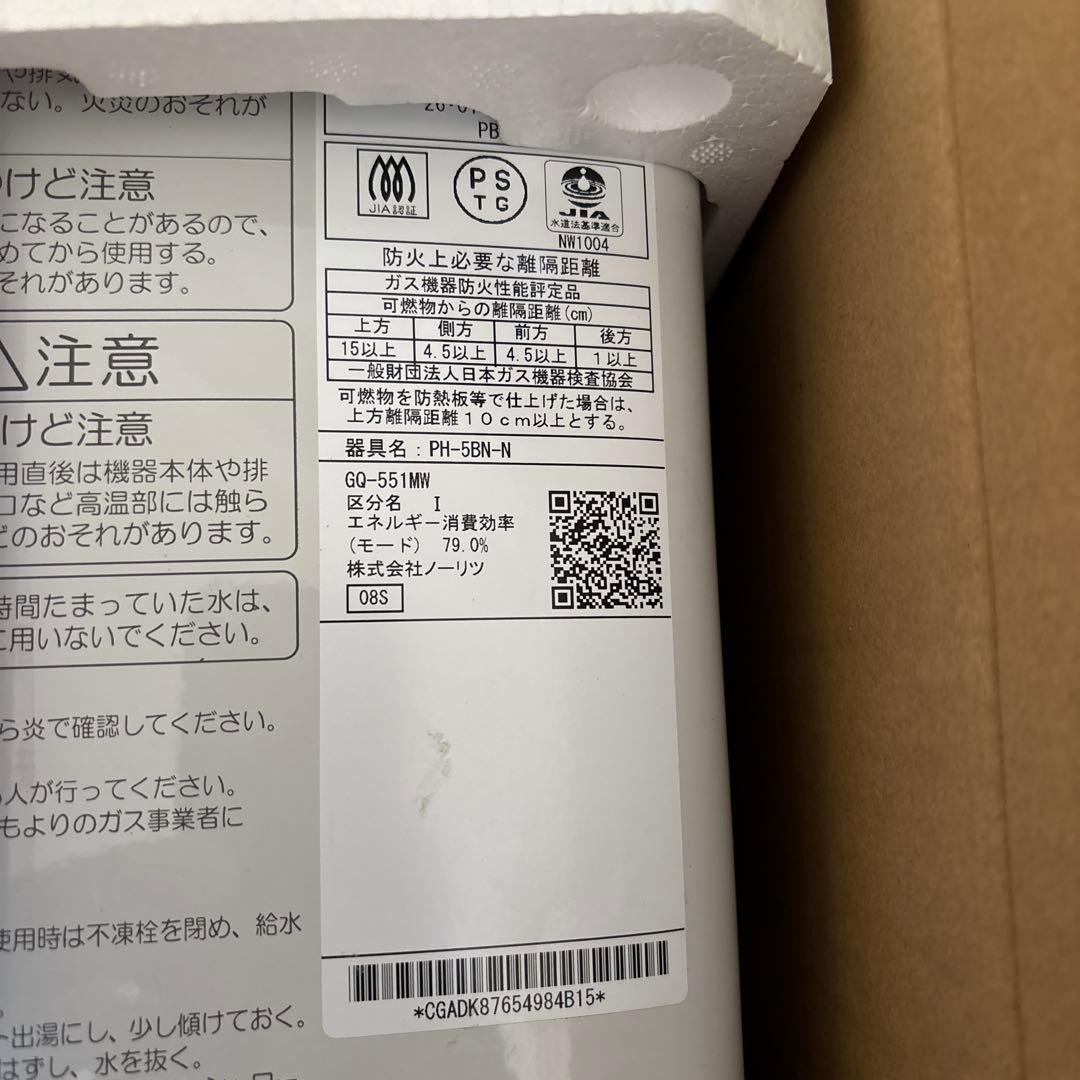 ない。火災のおそれが
けど注意
になることがあるので、
めてから使用する。
それがあります。
注意
けど注意
用直後は機器本体や排
口など高温部には触ら
どのおそれがあります。
時間たまっていた水は、
に用いないでください。
ら炎で確認してください。
人が行ってください。
もよりのガス事業者に
使用時は不凍栓を閉め、給水
出湯にし、少し傾けておく。
はずし、水を抜く。
PB
JIA認証
PS
TG
JIA
水道法基準適合
NW1004
防火上必要な離隔距離
ガス機器防火性能評定品
可燃物からの離隔距離(cm)
上方 側方 前方 後方
15以上 4.5以上 4.5以上 1以上
一般財団法人日本ガス機器検査協会
可燃物を防熱板等で仕上げた場合は、
上方離隔距離10cm以上とする。
器具名：PH-5BN-N
GQ-551MW
区分名 I
エネルギー消費効率
(モード) 79.0%
株式会社ノーリツ
08S
*CGADK87654984B15*